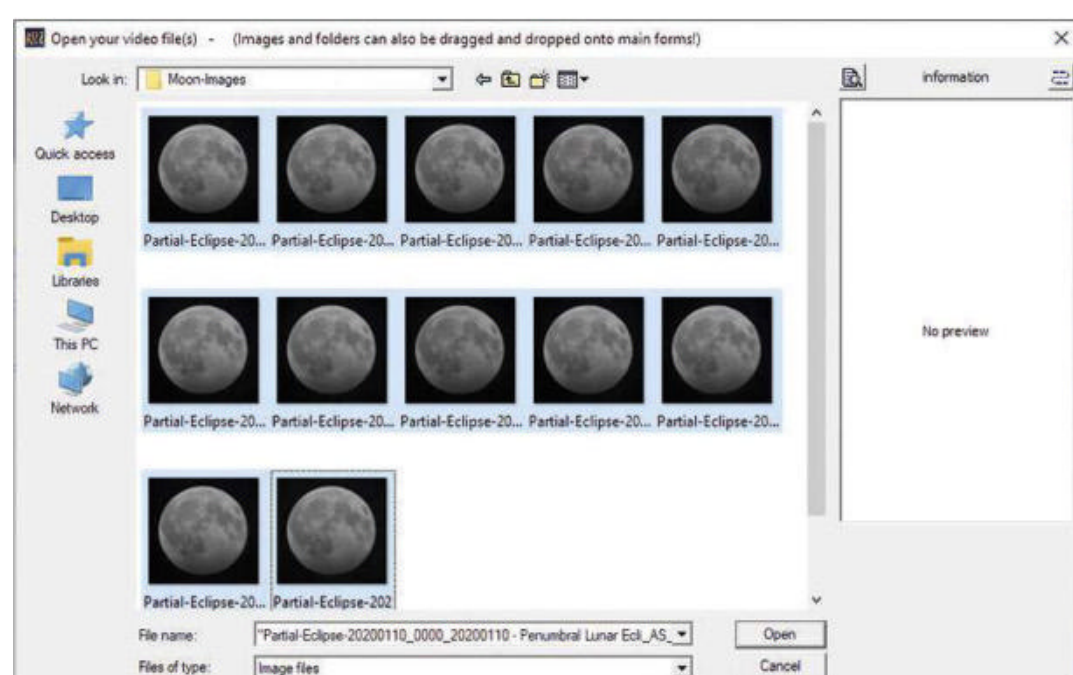 Open your video file(s) - (Images and folders can also be dragged and dropped onto main forms!)
Look in: Moon-Images
information
Quick access
Desktop
Libraries
This PC
Network
Partial-Eclipse-20... Partial-Eclipse-20... Partial-Eclipse-20... Partial-Eclipse-20... Partial-Eclipse-20...
No preview
Partial-Eclipse-20... Partial-Eclipse-20... Partial-Eclipse-20... Partial-Eclipse-20... Partial-Eclipse-20...
Partial-Eclipse-20... Partial-Eclipse-202
File name: "Partial-Eclipse-20200110_0000_20200110 - Penumbral Lunar Ecli_AS_
Open
Files of type: Image files
Cancel